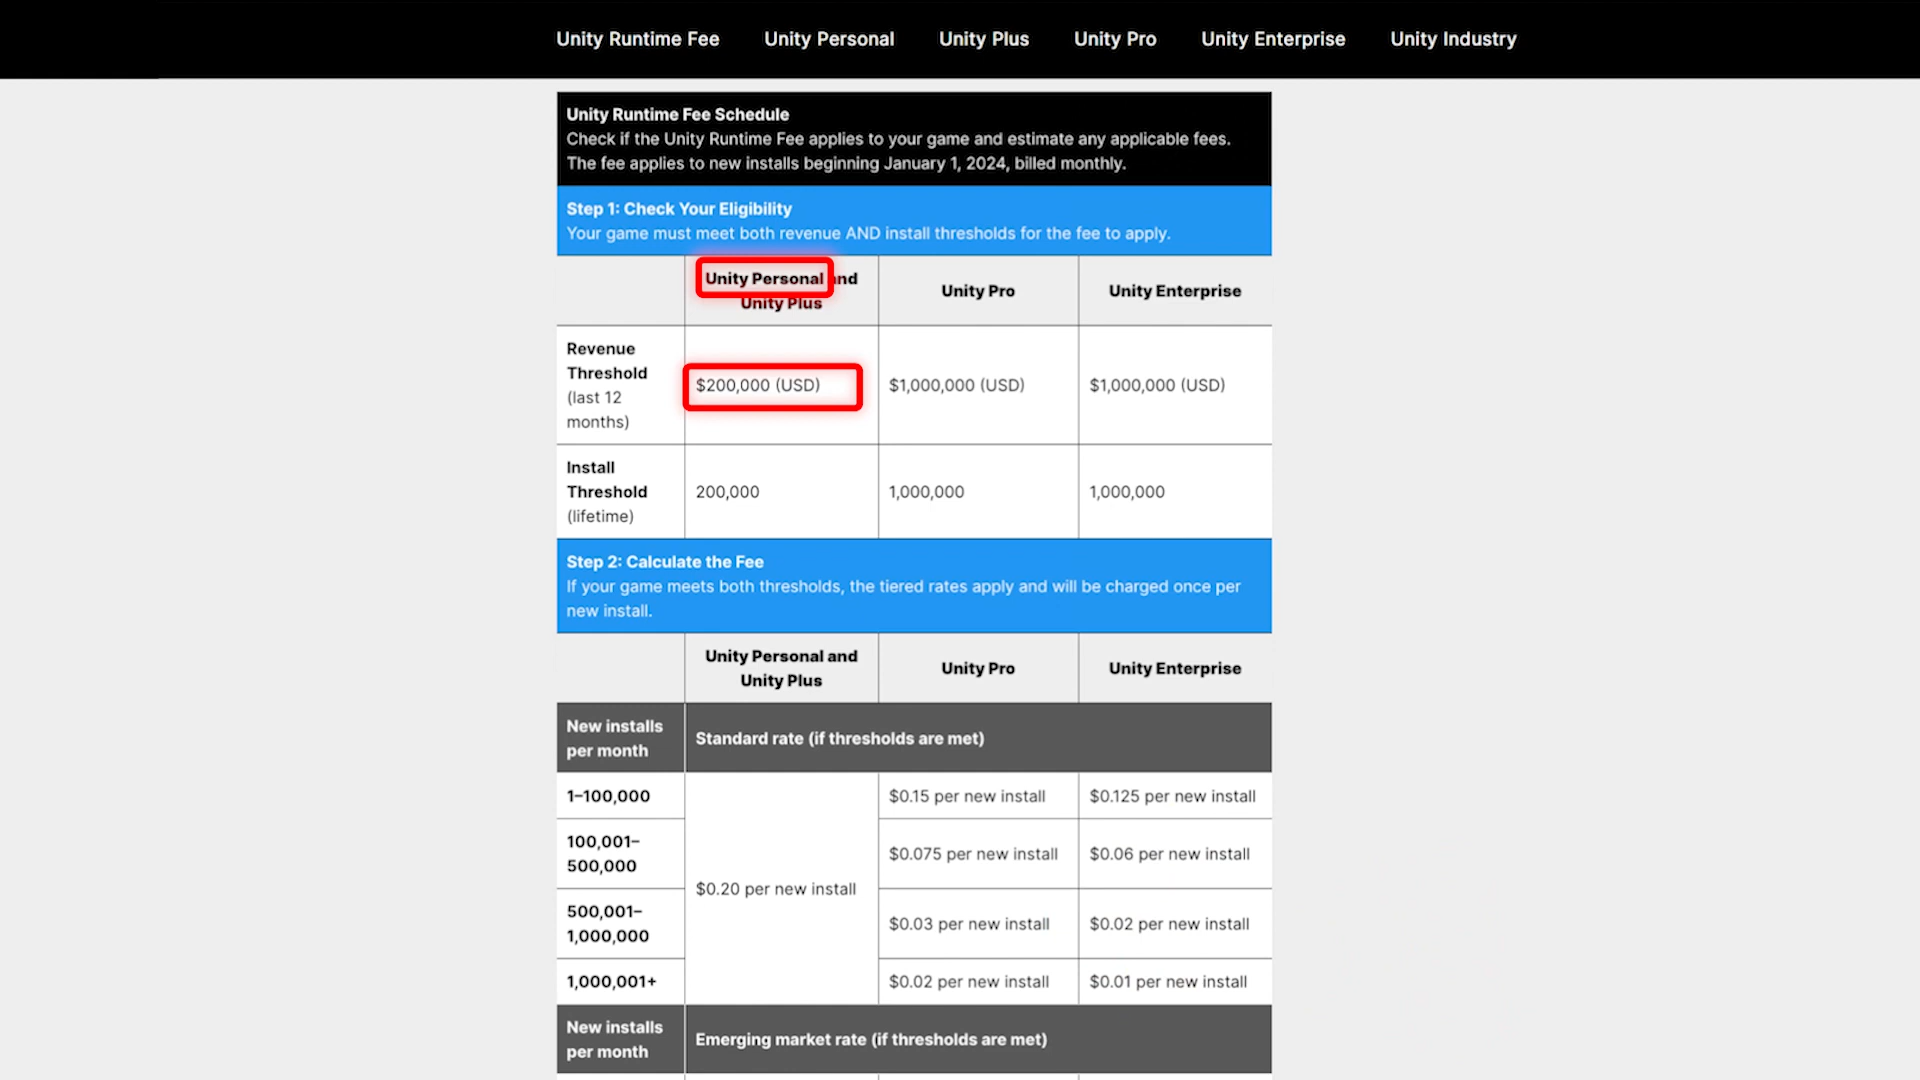 Unity Runtime Fee Unity Personal Unity Plus Unity Pro Unity Enterprise Unity Industry
Unity Runtime Fee Schedule
Check if the Unity Runtime Fee applies to your game and estimate any applicable fees.
The fee applies to new installs beginning January 1, 2024, billed monthly.
Step 1: Check Your Eligibility
Your game must meet both revenue AND install thresholds for the fee to apply.
Unity Personal and
Unity Plus
Unity Pro
Unity Enterprise
Revenue
Threshold
(last 12
months)
$200,000 (USD)
$1,000,000 (USD)
$1,000,000 (USD)
Install
Threshold
(lifetime)
200,000
1,000,000
1,000,000
Step 2: Calculate the Fee
If your game meets both thresholds, the tiered rates apply and will be charged once per
new install.
Unity Personal and
Unity Plus
Unity Pro
Unity Enterprise
New installs
per month
Standard rate (if thresholds are met)
1–100,000
$0.20 per new install
$0.15 per new install
$0.125 per new install
100,001–
500,000
$0.075 per new install
$0.06 per new install
500,001–
1,000,000
$0.03 per new install
$0.02 per new install
1,000,001+
$0.02 per new install
$0.01 per new install
New installs
per month
Emerging market rate (if thresholds are met)